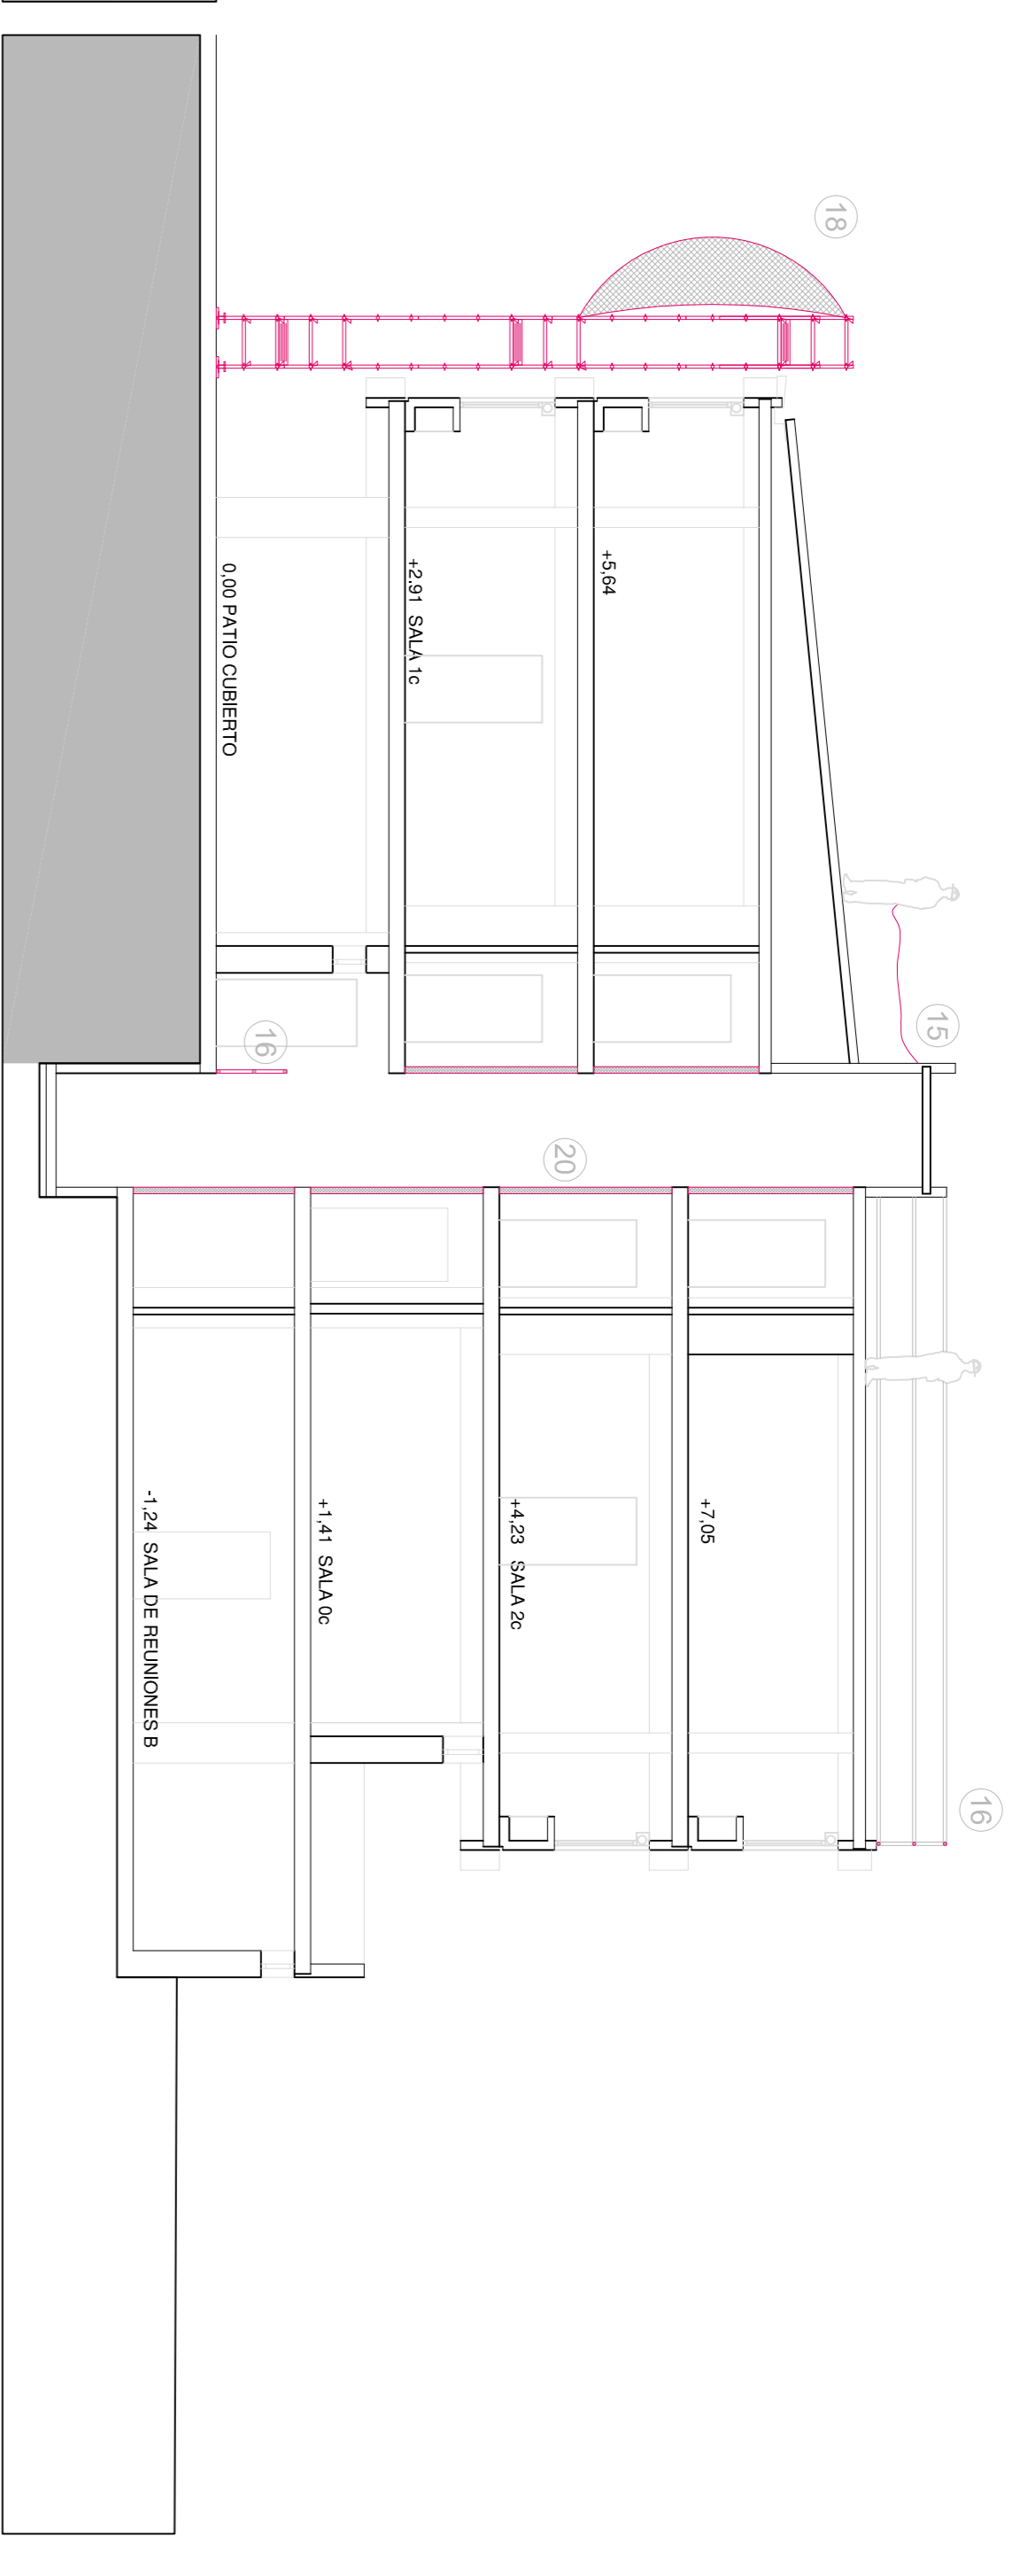 18
15
16
20
16
+5,64
+2,91 SALA 1c
0,00 PATIO CUBIERTO
+7,05
+4,23 SALA 2c
+1,41 SALA 0c
-1,24 SALA DE REUNIONES B